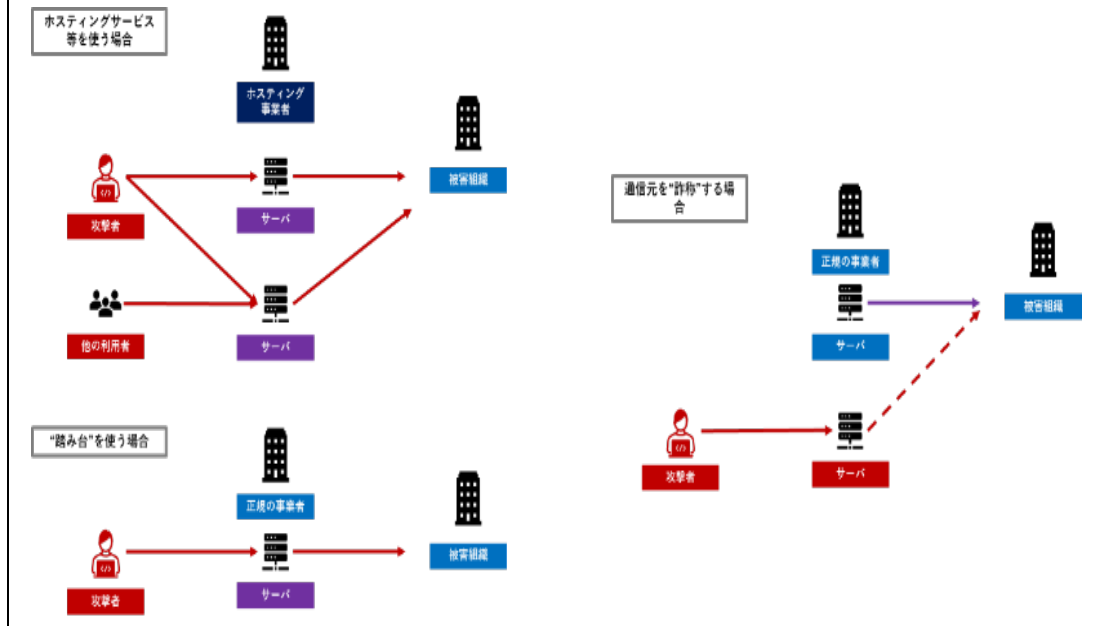 ホスティングサービス
等を使う場合
ホスティング
事業者
攻撃者
サーバ
被害組織
他の利用者
サーバ
“踏み台”を使う場合
正規の事業者
攻撃者
サーバ
被害組織
通信元を“詐称”する場
合
正規の事業者
サーバ
被害組織
攻撃者
サーバ